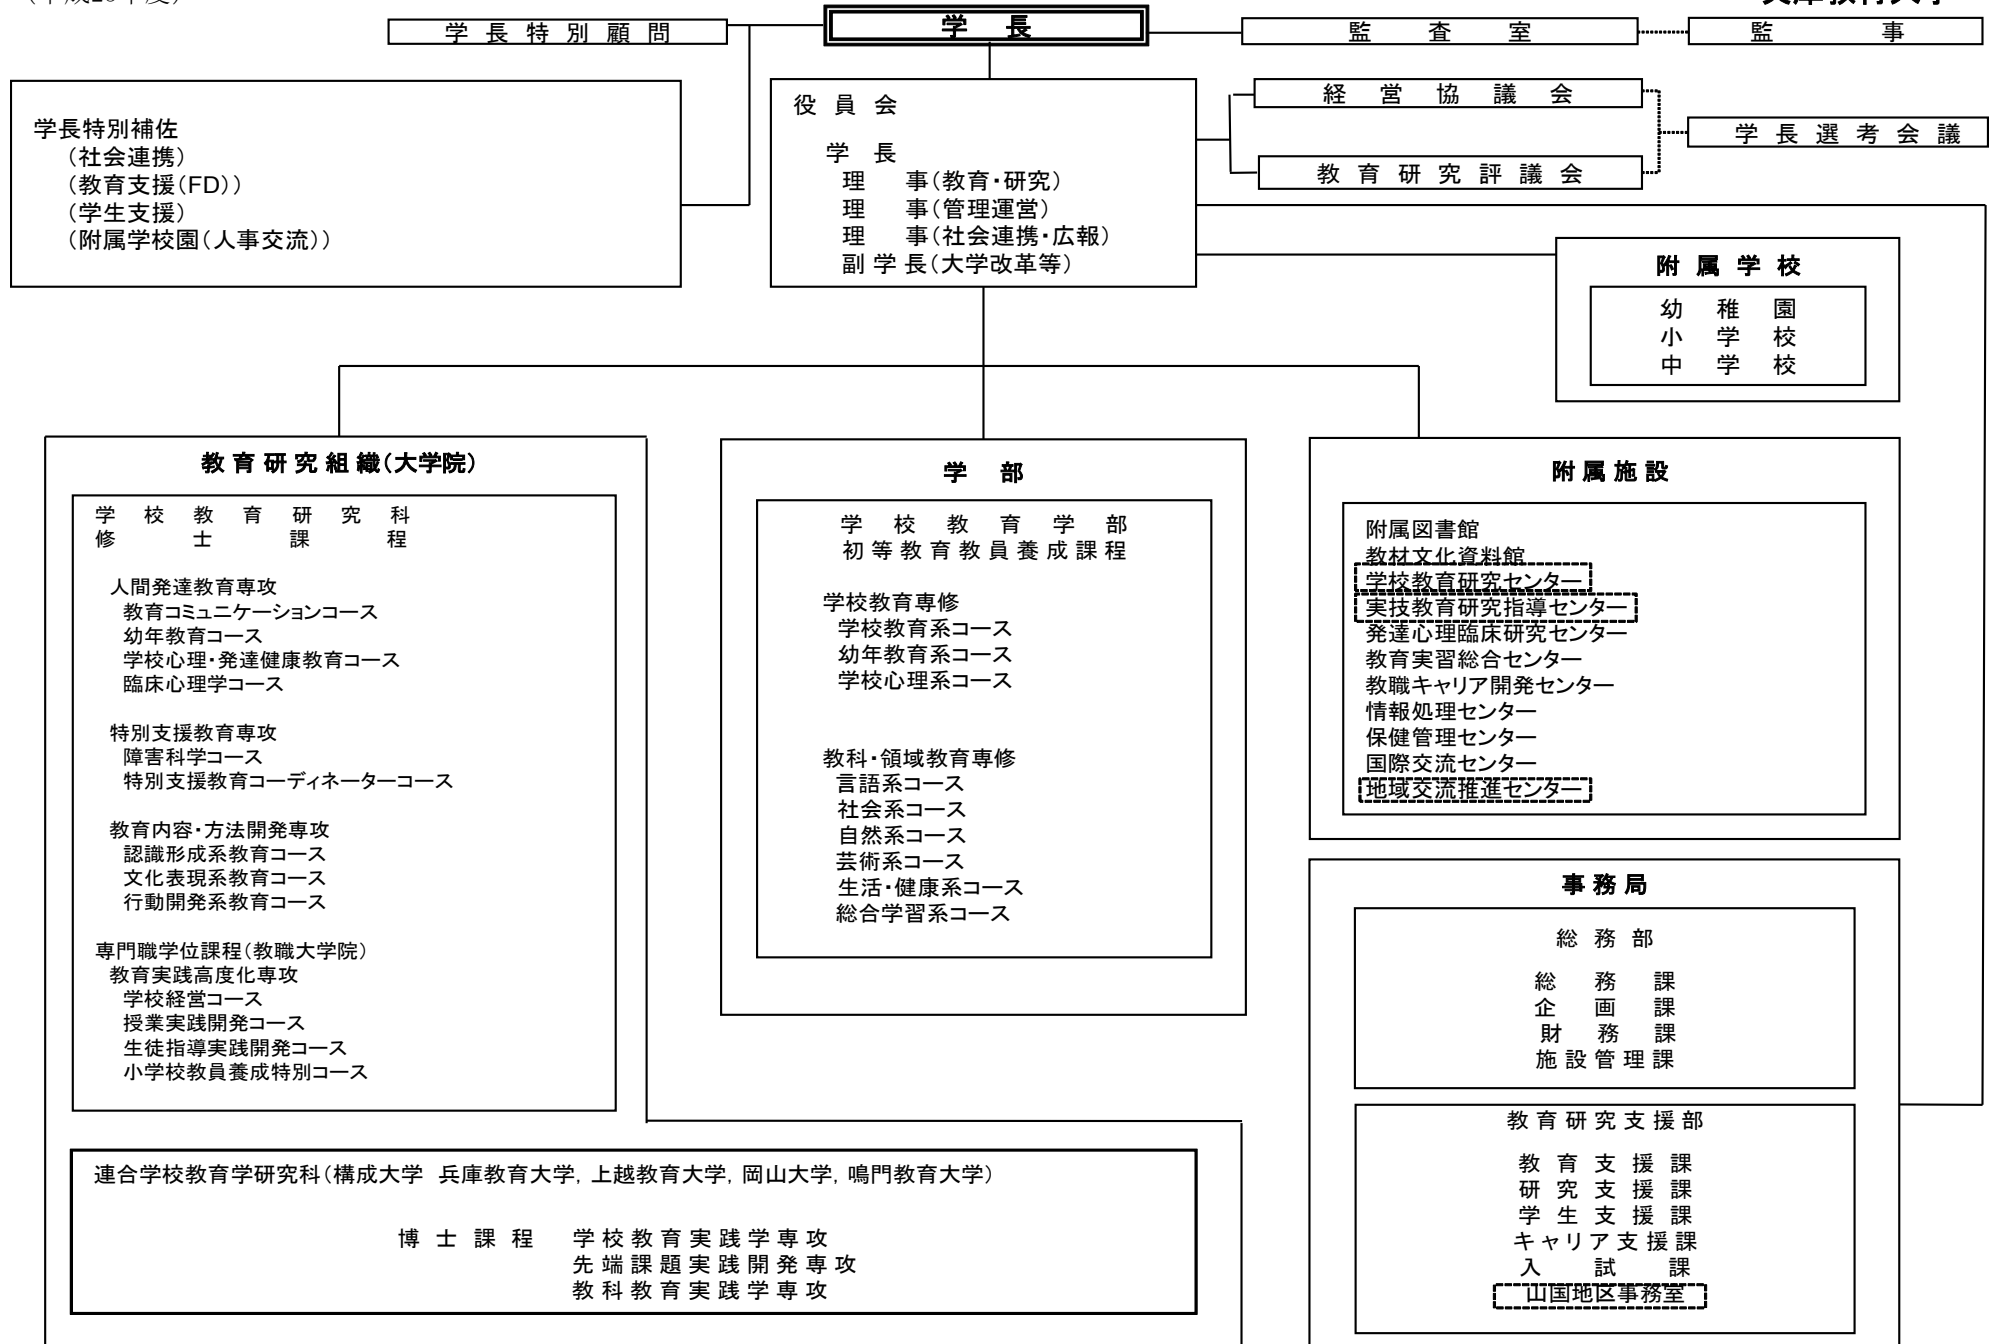 学長特別顧問
学長
監査室
監事
学長特別補佐
(社会連携)
(教育支援(FD))
(学生支援)
(附属学校園(人事交流))
役員会
学長
理事(教育・研究)
理事(管理運営)
理事(社会連携・広報)
副学長(大学改革等)
経営協議会
教育研究評議会
学長選考会議
附属学校
幼稚園
小学校
中学校
教育研究組織(大学院)
学校教育研究科
修士課程
人間発達教育専攻
教育コミュニケーションコース
幼年教育コース
学校心理・発達健康教育コース
臨床心理学コース
特別支援教育専攻
障害科学コース
特別支援教育コーディネーターコース
教育内容・方法開発専攻
認識形成系教育コース
文化表現系教育コース
行動開発系教育コース
専門職学位課程(教職大学院)
教育実践高度化専攻
学校経営コース
授業実践開発コース
生徒指導実践開発コース
小学校教員養成特別コース
連合学校教育学研究科(構成大学 兵庫教育大学, 上越教育大学, 岡山大学, 鳴門教育大学)
博士課程 学校教育実践学専攻
先端課題実践開発専攻
教科教育実践学専攻
学部
学校教育学部
初等教育教員養成課程
学校教育専修
学校教育系コース
幼年教育系コース
学校心理系コース
教科・領域教育専修
言語系コース
社会系コース
自然系コース
芸術系コース
生活・健康系コース
総合学習系コース
附属施設
附属図書館
教材文化資料館
学校教育研究センター
実技教育研究指導センター
発達心理臨床研究センター
教育実習総合センター
教職キャリア開発センター
情報処理センター
保健管理センター
国際交流センター
地域交流推進センター
事務局
総務部
総務課
企画課
財務課
施設管理課
教育研究支援部
教育支援課
研究支援課
学生支援課
キャリア支援課
入試課
山国地区事務室